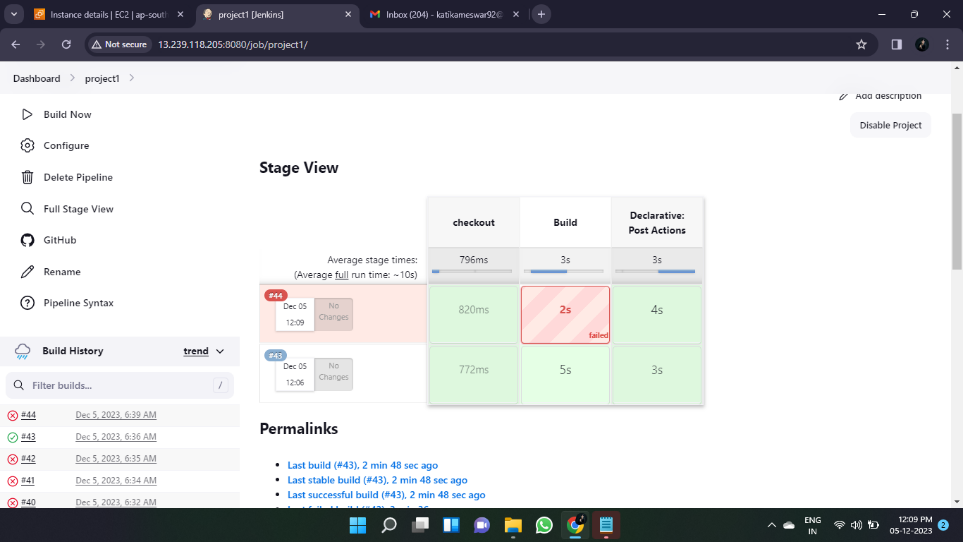 Instance details | EC2 | ap-south
project1 [Jenkins]
Inbox (204) - katikameswar92@
Not secure
13.239.118.205:8080/job/project1/
Dashboard
project1
Add description
Disable Project
Build Now
Configure
Delete Pipeline
Full Stage View
GitHub
Rename
Pipeline Syntax
Stage View
checkout
Build
Declarative:
Post Actions
Average stage times:
(Average full run time: ~10s)
796ms
3s
3s
#44
Dec 05
12:09
No
Changes
820ms
2s
failed
4s
#43
Dec 05
12:06
No
Changes
772ms
5s
3s
Build History
trend
Filter builds...
/
#44
Dec 5, 2023, 6:39 AM
#43
Dec 5, 2023, 6:36 AM
#42
Dec 5, 2023, 6:35 AM
#41
Dec 5, 2023, 6:34 AM
#40
Dec 5, 2023, 6:32 AM
Permalinks
Last build (#43), 2 min 48 sec ago
Last stable build (#43), 2 min 48 sec ago
Last successful build (#43), 2 min 48 sec ago
ENG
IN
12:09 PM
05-12-2023
2